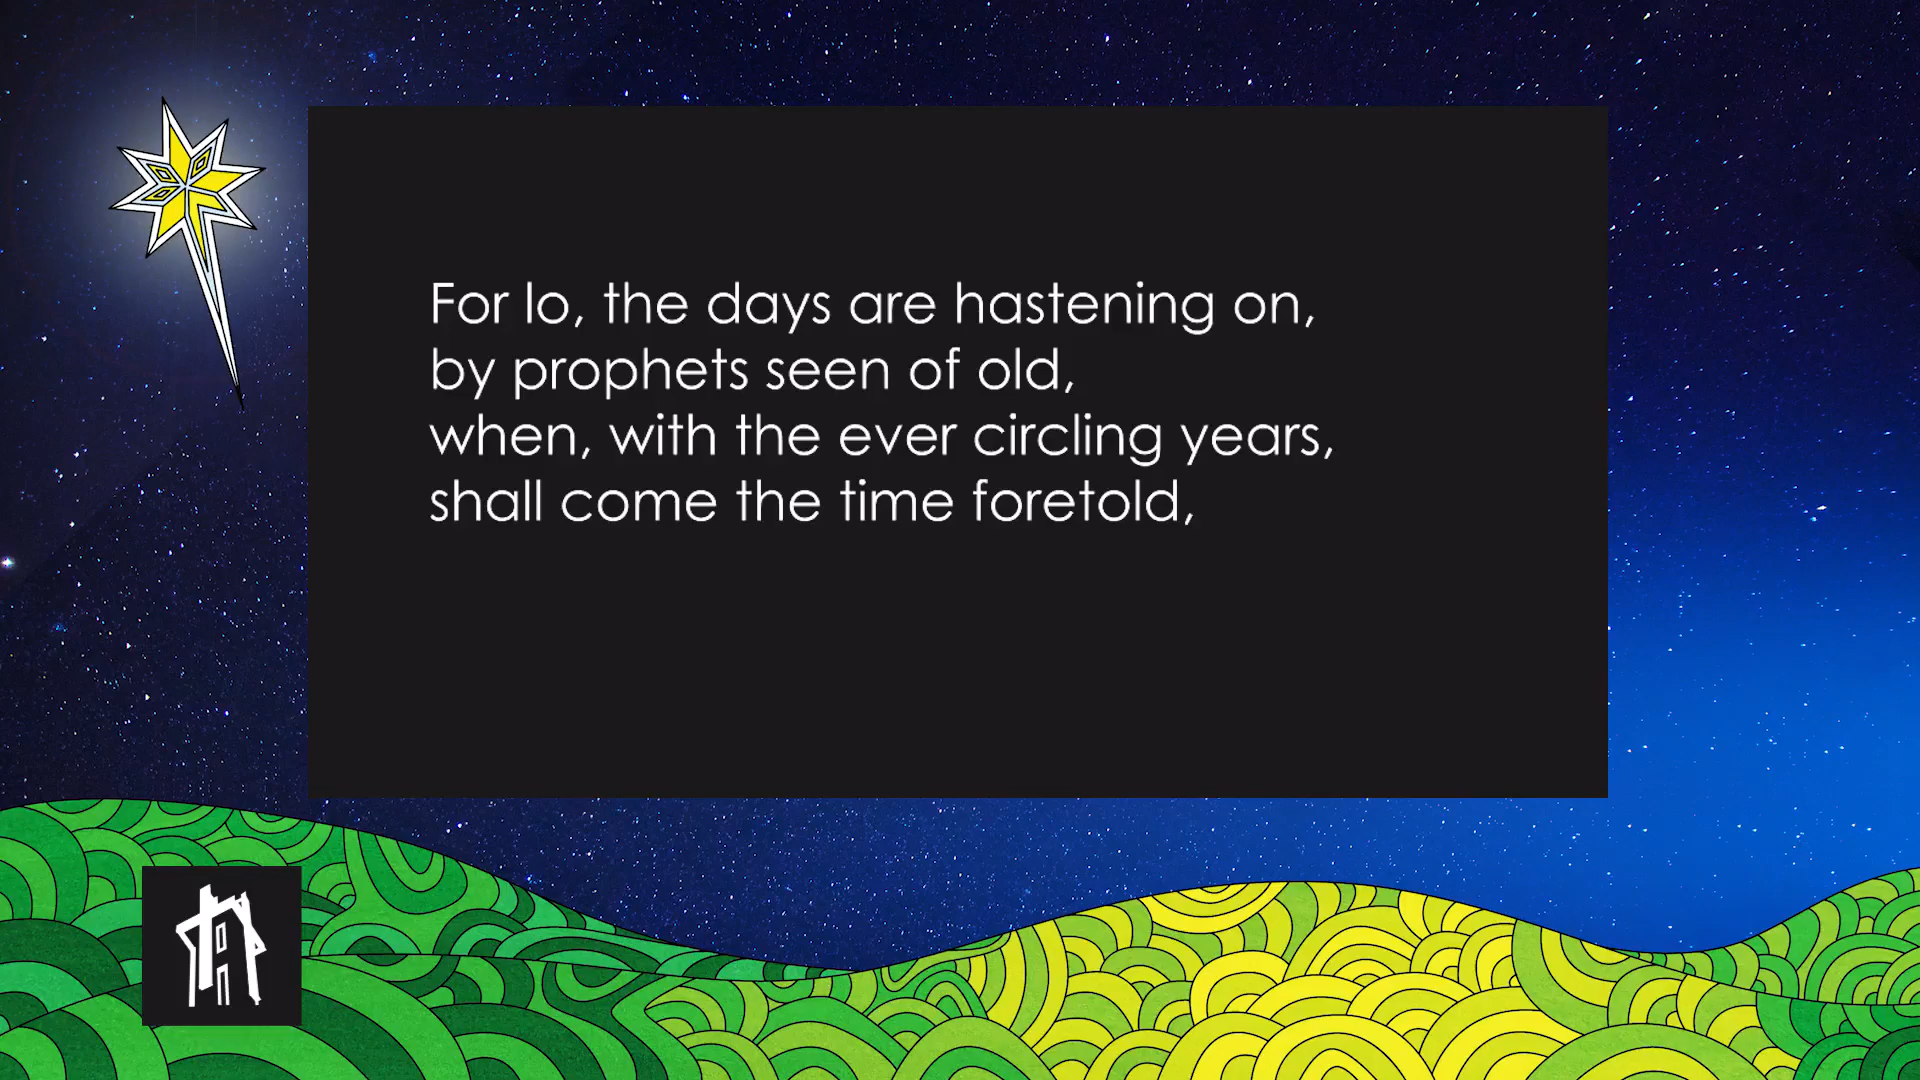 For lo, the days are hastening on,
by prophets seen of old,
when, with the ever circling years,
shall come the time foretold,